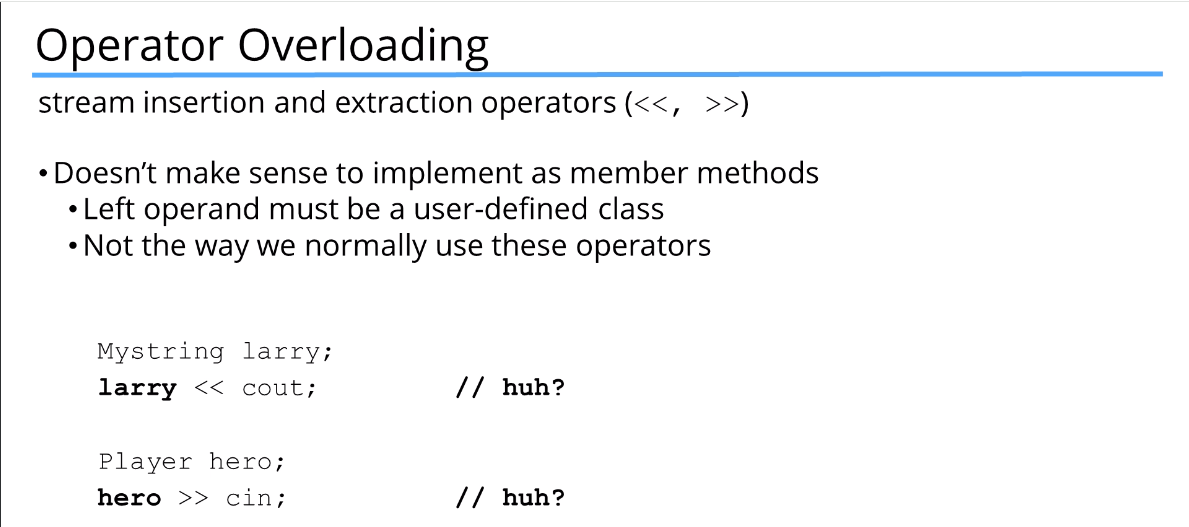 Operator Overloading
stream insertion and extraction operators (<<, >>)
• Doesn’t make sense to implement as member methods
• Left operand must be a user-defined class
• Not the way we normally use these operators
Mystring larry;
larry << cout; // huh?
Player hero;
hero >> cin; // huh?